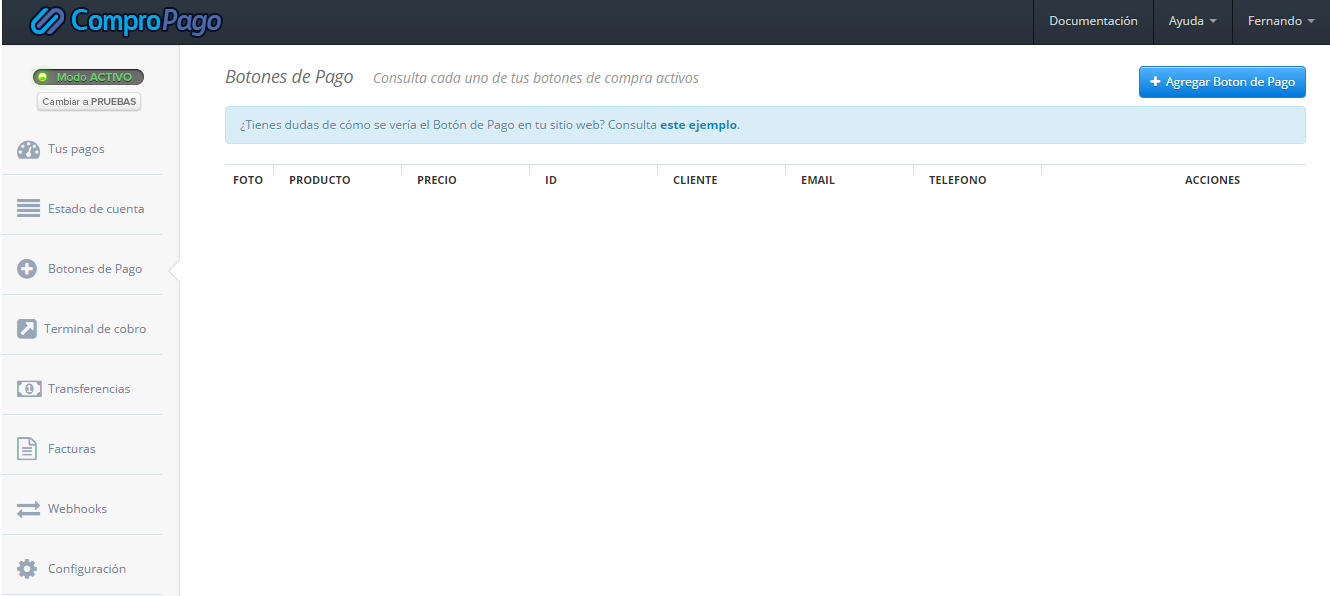 ComproPago
Documentación
Ayuda
Fernando
Modo ACTIVO
Cambiar a PRUEBAS
Tus pagos
Estado de cuenta
Botones de Pago
Terminal de cobro
Transferencias
Facturas
Webhooks
Configuración
Botones de Pago Consulta cada uno de tus botones de compra activos
Agregar Boton de Pago
¿Tienes dudas de cómo se vería el Botón de Pago en tu sitio web? Consulta este ejemplo.
FOTO PRODUCTO PRECIO ID CLIENTE EMAIL TELEFONO ACCIONES